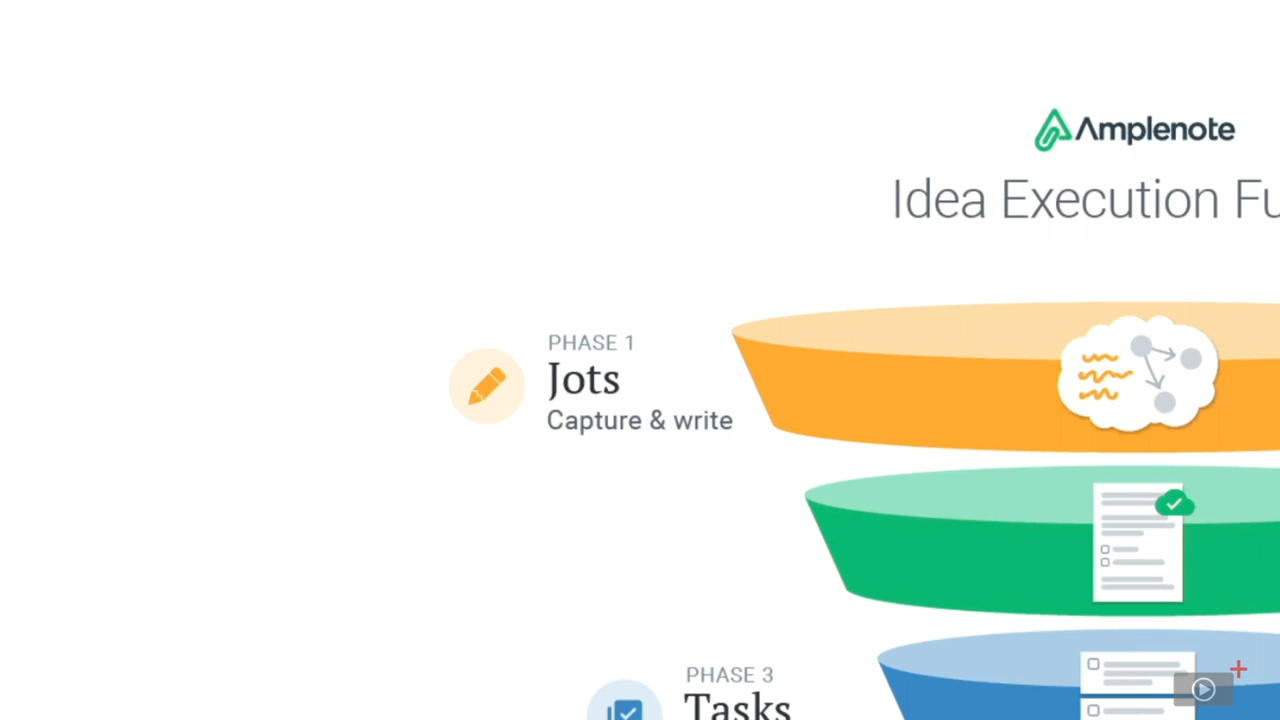 Amplenote
Idea Execution Fu
PHASE 1
Jots
Capture & write
PHASE 3
Tasks